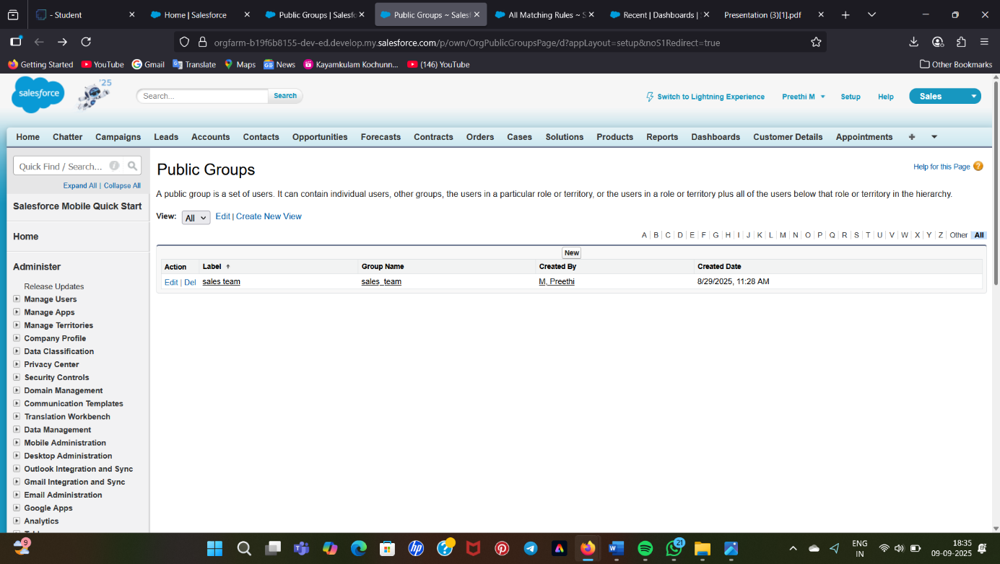 - Student
Home | Salesforce
Public Groups | Salesfo
Public Groups ~ Salesf
All Matching Rules ~ S
Recent | Dashboards |
Presentation (3)[1].pdf
orgfarm-b19f6b8155-dev-ed.develop.my.salesforce.com/p/own/OrgPublicGroupsPage/d?appLayout=setup&noS1Redirect=true
Getting Started
YouTube
Gmail
Translate
Maps
News
Kayamkulam Kochunn...
(146) YouTube
Other Bookmarks
salesforce
'25
Search...
Search
Switch to Lightning Experience
Preethi M
Setup
Help
Sales
Home
Chatter
Campaigns
Leads
Accounts
Contacts
Opportunities
Forecasts
Contracts
Orders
Cases
Solutions
Products
Reports
Dashboards
Customer Details
Appointments
+
Quick Find / Search...
Expand All | Collapse All
Salesforce Mobile Quick Start
Home
Administer
Release Updates
Manage Users
Manage Apps
Manage Territories
Company Profile
Data Classification
Privacy Center
Security Controls
Domain Management
Communication Templates
Translation Workbench
Data Management
Mobile Administration
Desktop Administration
Outlook Integration and Sync
Gmail Integration and Sync
Email Administration
Google Apps
Analytics
Public Groups
Help for this Page ?
A public group is a set of users. It can contain individual users, other groups, the users in a particular role or territory, or the users in a role or territory plus all of the users below that role or territory in the hierarchy.
View: All Edit | Create New View
A | B | C | D | E | F | G | H | I | J | K | L | M | N | O | P | Q | R | S | T | U | V | W | X | Y | Z | Other | All
New
Action Label Group Name Created By Created Date
Edit | Del sales team sales_team M, Preethi 8/29/2025, 11:28 AM
9
21
ENG
IN
18:35
09-09-2025